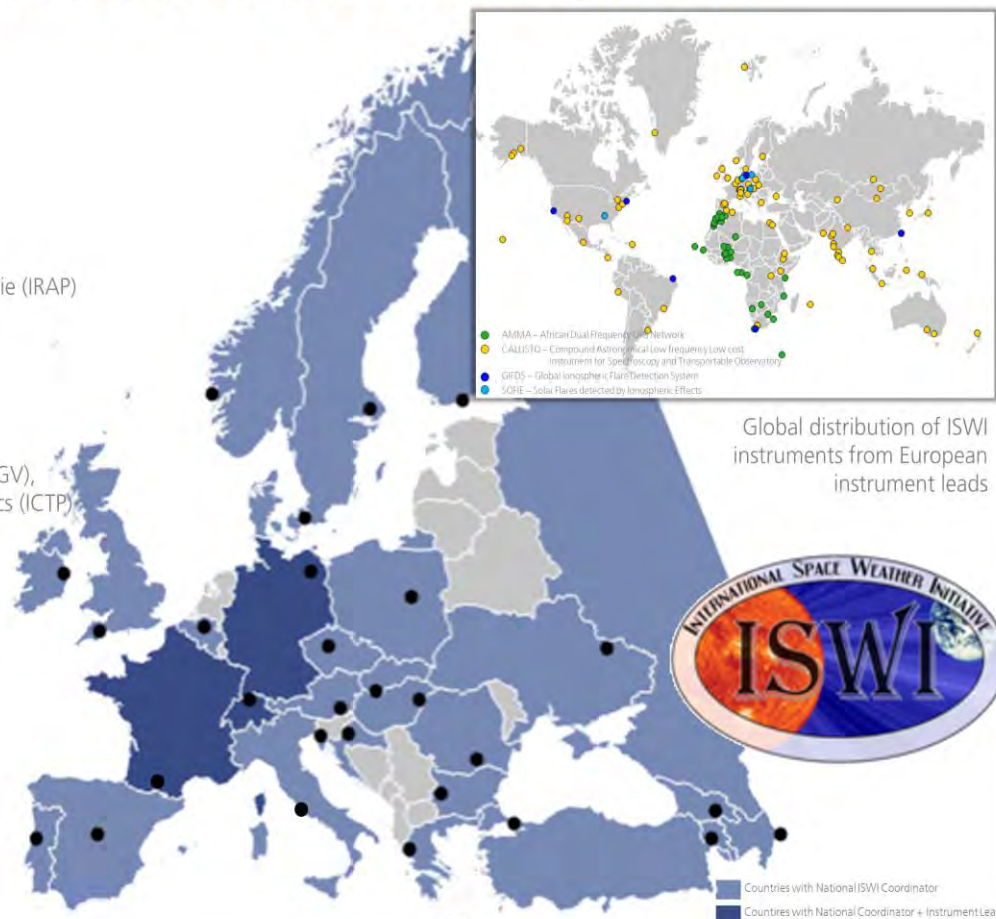 ie (IRAP)
GV),
cs (ICTP)
AMMA – African Dual Frequency GPS Network
CALLISTO – Compound Astronomical Low frequency Low cost
Instrument for Spectroscopy and Transportable Observatory
GIFDS – Global Ionospheric Flare Detection System
SOFIE – Solar Flares detected by Ionospheric Effects
Global distribution of ISWI
instruments from European
instrument leads
INTERNATIONAL SPACE WEATHER INITIATIVE
ISWI
Countries with National ISWI Coordinator
Countires with National Coordinator + Instrument Lea